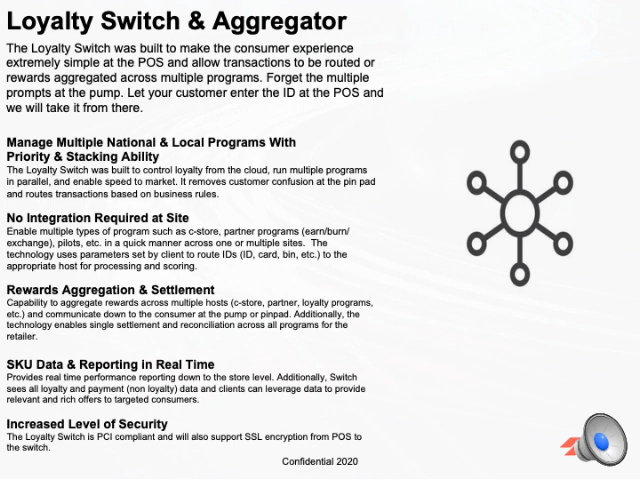 Loyalty Switch & Aggregator
The Loyalty Switch was built to make the consumer experience
extremely simple at the POS and allow transactions to be routed or
rewards aggregated across multiple programs. Forget the multiple
prompts at the pump. Let your customer enter the ID at the POS and
we will take it from there.
Manage Multiple National & Local Programs With
Priority & Stacking Ability
The Loyalty Switch was built to control loyalty from the cloud, run multiple programs
in parallel, and enable speed to market. It removes customer confusion at the pin pad
and routes transactions based on business rules.
No Integration Required at Site
Enable multiple types of program such as c-store, partner programs (earn/burn/
exchange), pilots, etc. in a quick manner across one or multiple sites. The
technology uses parameters set by client to route IDs (ID, card, bin, etc.) to the
appropriate host for processing and scoring.
Rewards Aggregation & Settlement
Capability to aggregate rewards across multiple hosts (c-store, partner, loyalty programs,
etc.) and communicate down to the consumer at the pump or pinpad. Additionally, the
technology enables single settlement and reconciliation across all programs for the
retailer.
SKU Data & Reporting in Real Time
Provides real time performance reporting down to the store level. Additionally, Switch
sees all loyalty and payment (non loyalty) data and clients can leverage data to provide
relevant and rich offers to targeted consumers.
Increased Level of Security
The Loyalty Switch is PCI compliant and will also support SSL encryption from POS to
the switch.
Confidential 2020